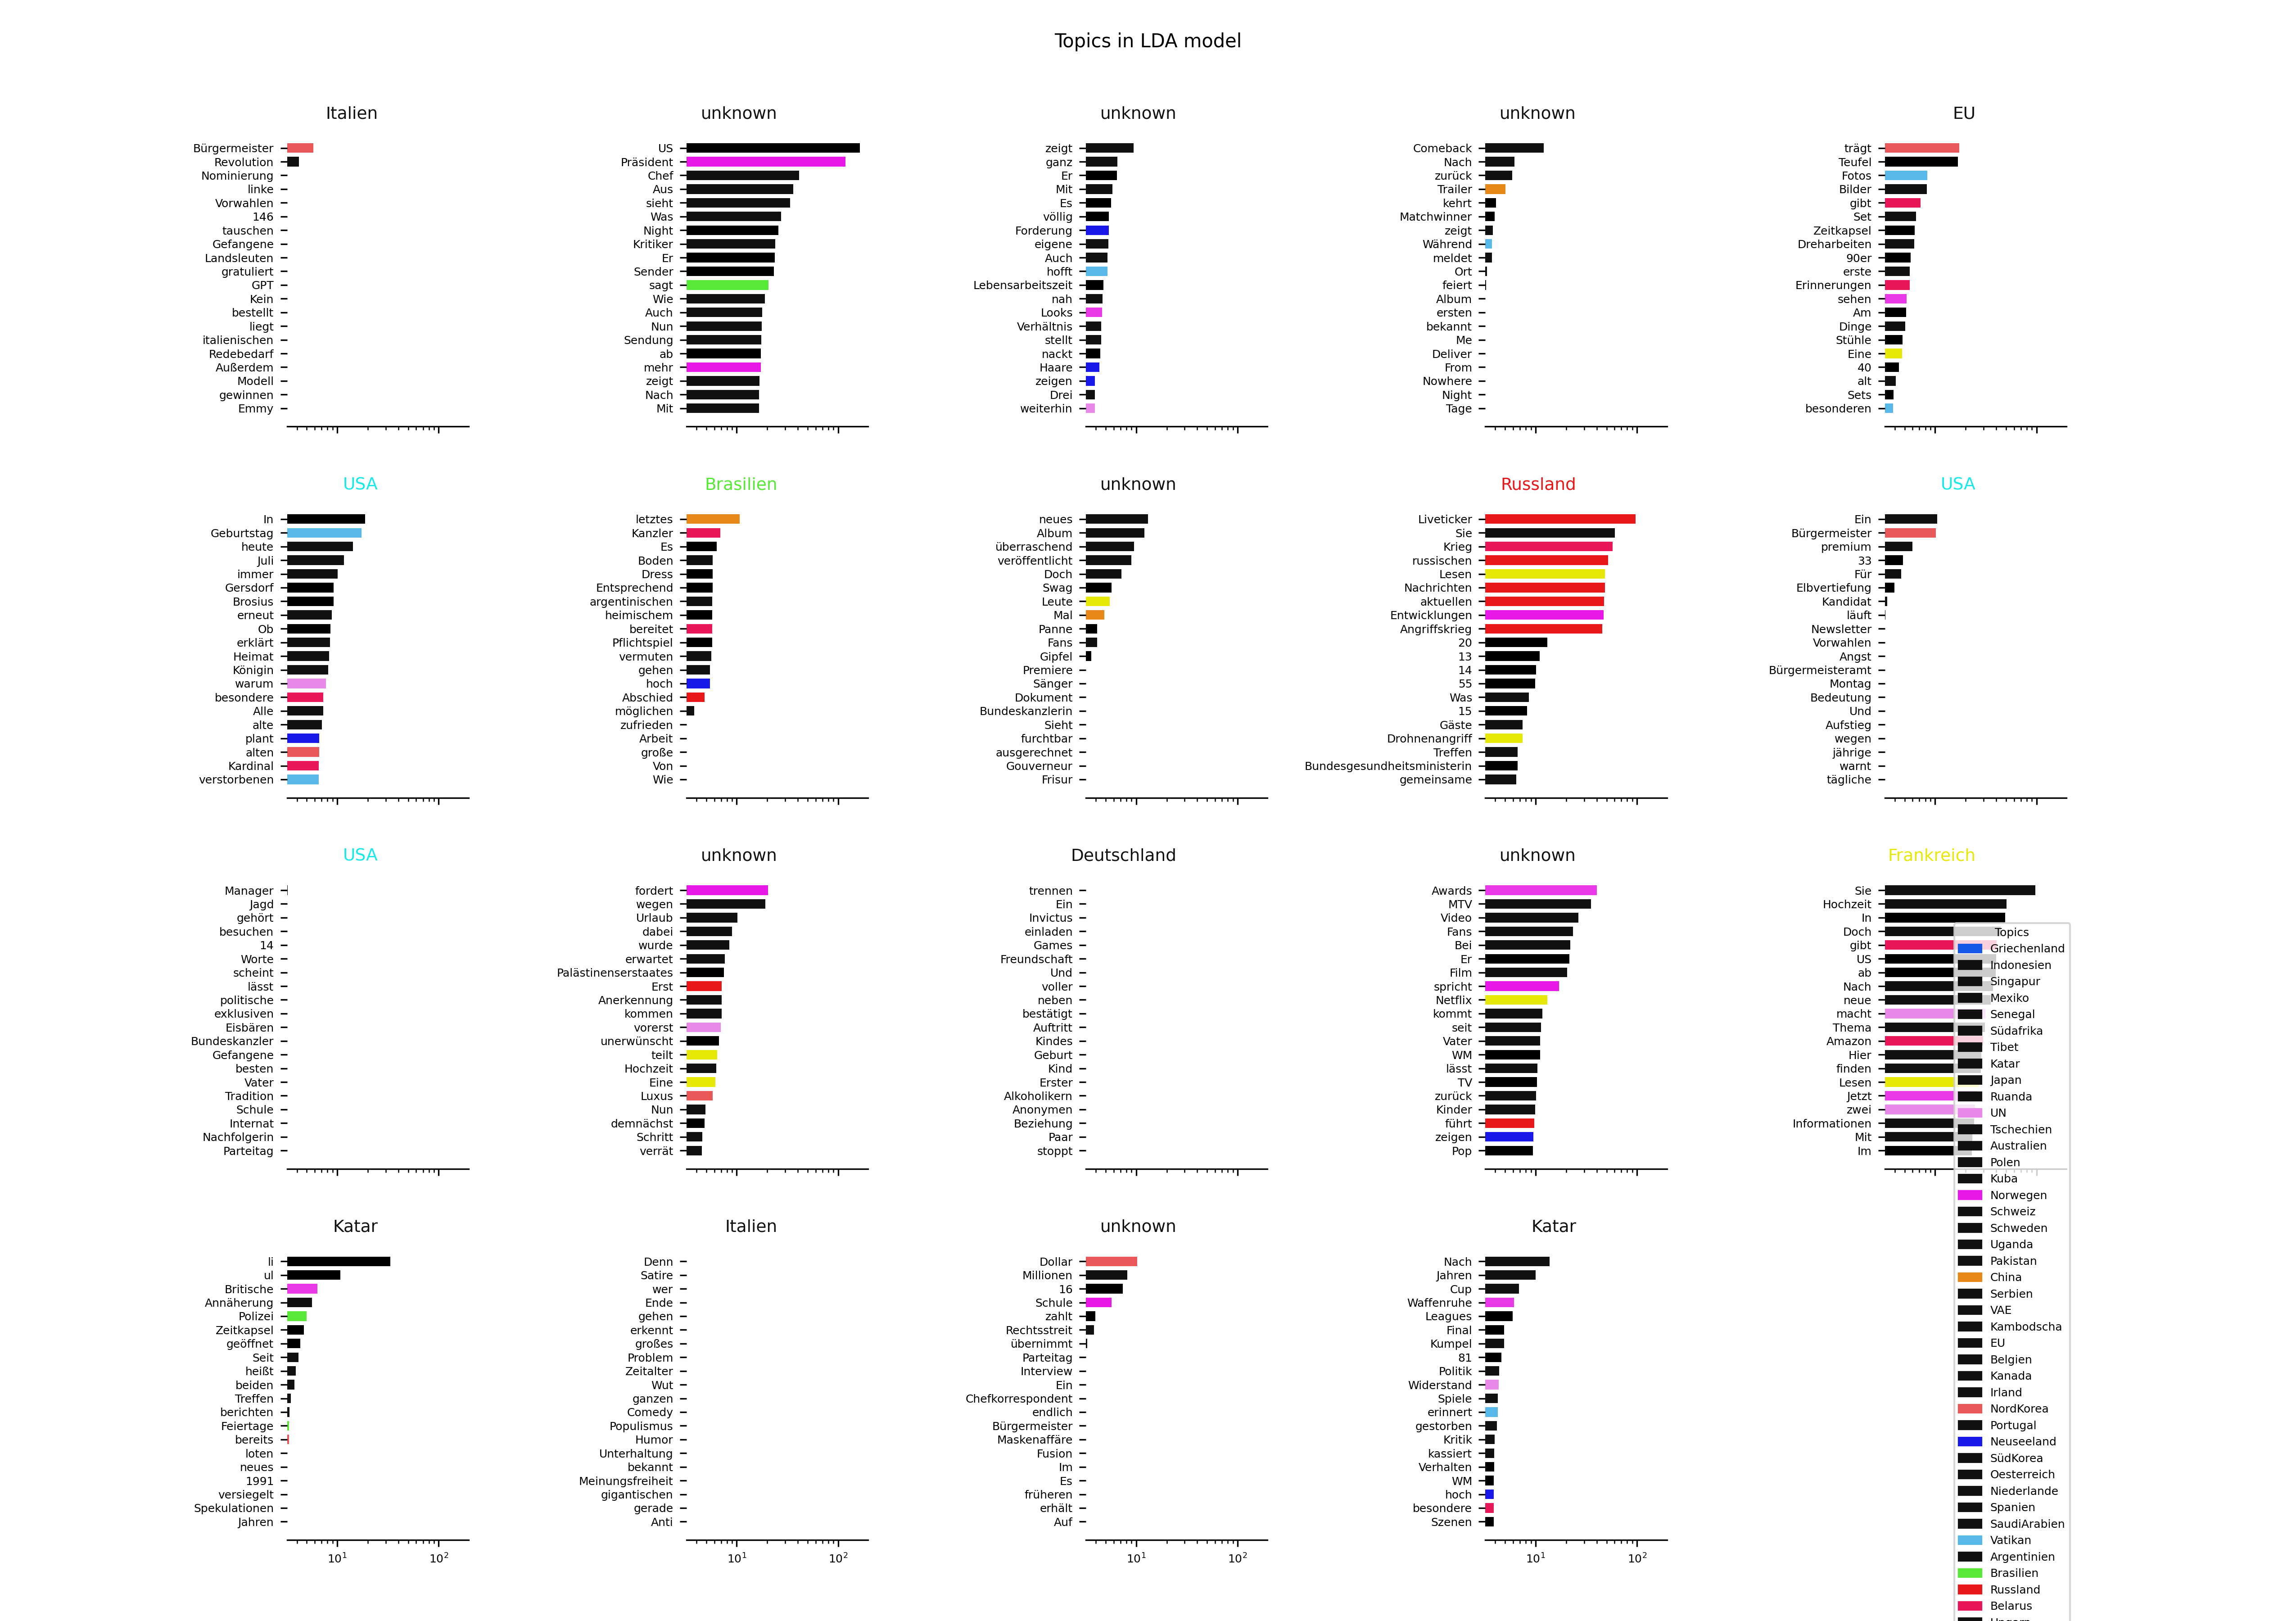 Topics in LDA model
Italien
Bürgermeister
Revolution
Nominierung
linke
Vorwahlen
146
tauschen
Gefangene
Landsleuten
gratuliert
GPT
Kein
bestellt
liegt
italienischen
Redebedarf
Außerdem
Modell
gewinnen
Emmy
unknown
US
Präsident
Chef
Aus
sieht
Was
Night
Kritiker
Er
Sender
sagt
Wie
Auch
Nun
Sendung
ab
mehr
zeigt
Nach
Mit
unknown
zeigt
ganz
Er
Mit
Es
völlig
Forderung
eigene
Auch
hofft
Lebensarbeitszeit
nah
Looks
Verhältnis
stellt
nackt
Haare
zeigen
Drei
weiterhin
unknown
Comeback
Nach
zurück
Trailer
kehrt
Matchwinner
zeigt
Während
meldet
Ort
feiert
Album
ersten
bekannt
Me
Deliver
From
Nowhere
Night
Tage
EU
trägt
Teufel
Fotos
Bilder
gibt
Set
Zeitkapsel
Dreharbeiten
90er
erste
Erinnerungen
sehen
Am
Dinge
Stühle
Eine
40
alt
Sets
besonderen
USA
In
Geburtstag
heute
Juli
immer
Gersdorf
Brosius
erneut
Ob
erklärt
Heimat
Königin
warum
besondere
Alle
alte
plant
alten
Kardinal
verstorbenen
Brasilien
letztes
Kanzler
Es
Boden
Dress
Entsprechend
argentinischen
heimischem
bereitet
Pflichtspiel
vermuten
gehen
hoch
Abschied
möglichen
zufrieden
Arbeit
große
Von
Wie
unknown
neues
Album
überraschend
veröffentlicht
Doch
Swag
Leute
Mal
Panne
Fans
Gipfel
Premiere
Sänger
Dokument
Bundeskanzlerin
Sieht
furchtbar
ausgerechnet
Gouverneur
Frisur
Russland
Liveticker
Sie
Krieg
russischen
Lesen
Nachrichten
aktuellen
Entwicklungen
Angriffskrieg
20
13
14
55
Was
15
Gäste
Drohnenangriff
Treffen
Bundesgesundheitsministerin
gemeinsame
USA
Ein
Bürgermeister
premium
33
Für
Elbvertiefung
Kandidat
läuft
Newsletter
Vorwahlen
Angst
Bürgermeisteramt
Montag
Bedeutung
Und
Aufstieg
wegen
jährige
warnt
tägliche
USA
Manager
Jagd
gehört
besuchen
14
Worte
scheint
lässt
politische
exklusiven
Eisbären
Bundeskanzler
Gefangene
besten
Vater
Tradition
Schule
Internat
Nachfolgerin
Parteitag
unknown
fordert
wegen
Urlaub
dabei
wurde
erwartet
Palästinenserstaates
Erst
Anerkennung
kommen
vorerst
unerwünscht
teilt
Hochzeit
Eine
Luxus
Nun
demnächst
Schritt
verrät
Deutschland
trennen
Ein
Invictus
einladen
Games
Freundschaft
Und
voller
neben
bestätigt
Auftritt
Kindes
Geburt
Kind
Erster
Alkoholikern
Anonymen
Beziehung
Paar
stoppt
unknown
Awards
MTV
Video
Fans
Bei
Er
Film
spricht
Netflix
kommt
seit
Vater
WM
lässt
TV
zurück
Kinder
führt
zeigen
Pop
Frankreich
Sie
Hochzeit
In
Doch
gibt
US
ab
Nach
neue
macht
Thema
Amazon
Hier
finden
Lesen
Jetzt
zwei
Informationen
Mit
Im
Katar
li
ul
Britische
Annäherung
Polizei
Zeitkapsel
geöffnet
Seit
heißt
beiden
Treffen
berichten
Feiertage
bereits
loten
neues
1991
versiegelt
Spekulationen
Jahren
10¹ 10²
Italien
Denn
Satire
wer
Ende
gehen
erkennt
großes
Problem
Zeitalter
Wut
ganzen
Comedy
Populismus
Humor
Unterhaltung
bekannt
Meinungsfreiheit
gigantischen
gerade
Anti
10¹ 10²
unknown
Dollar
Millionen
16
Schule
zahlt
Rechtsstreit
übernimmt
Parteitag
Interview
Ein
Chefkorrespondent
endlich
Bürgermeister
Maskenaffäre
Fusion
Im
Es
früheren
erhält
Auf
10¹ 10²
Katar
Nach
Jahren
Cup
Waffenruhe
Leagues
Final
Kumpel
81
Politik
Widerstand
Spiele
erinnert
gestorben
Kritik
kassiert
Verhalten
WM
hoch
besondere
Szenen
10¹ 10²
Topics
Griechenland
Indonesien
Singapur
Mexiko
Senegal
Südafrika
Tibet
Katar
Japan
Ruanda
UN
Tschechien
Australien
Polen
Kuba
Norwegen
Schweiz
Schweden
Uganda
Pakistan
China
Serbien
VAE
Kambodscha
EU
Belgien
Kanada
Irland
NordKorea
Portugal
Neuseeland
SüdKorea
Oesterreich
Niederlande
Spanien
SaudiArabien
Vatikan
Argentinien
Brasilien
Russland
Belarus